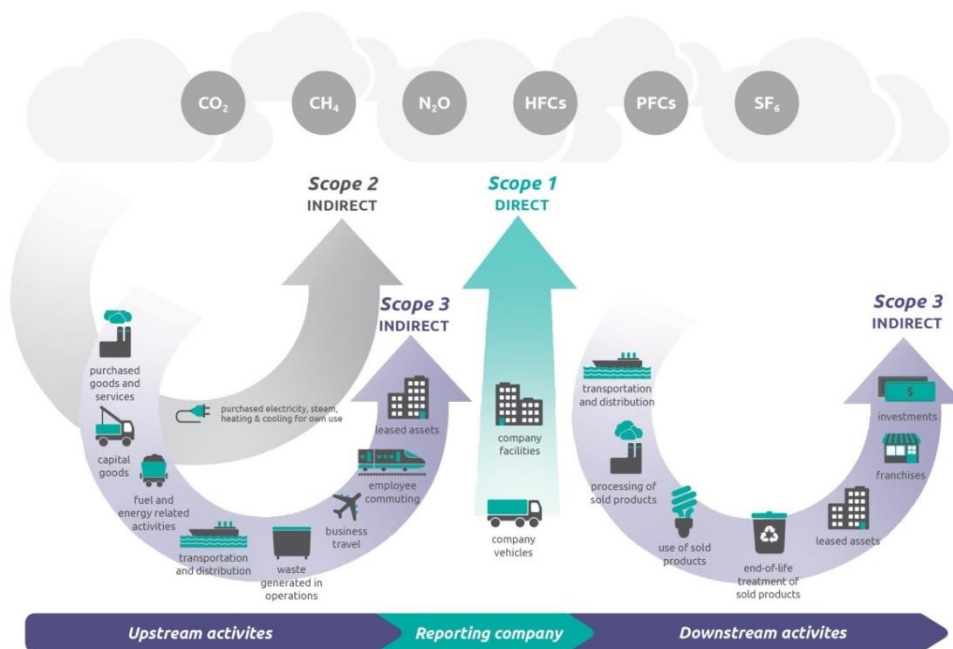 CO₂
CH₄
N₂O
HFCs
PFCs
SF₆
Scope 2
INDIRECT
Scope 1
DIRECT
Scope 3
INDIRECT
Scope 3
INDIRECT
purchased
goods and
services
capital
goods
fuel and
energy related
activities
transportation
and distribution
waste
generated in
operations
business
travel
employee
commuting
leased assets
purchased electricity, steam,
heating & cooling for own use
company
facilities
company
vehicles
transportation
and distribution
processing of
sold products
use of sold
products
end-of-life
treatment of
sold products
leased assets
franchises
$
investments
Upstream activites
Reporting company
Downstream activites